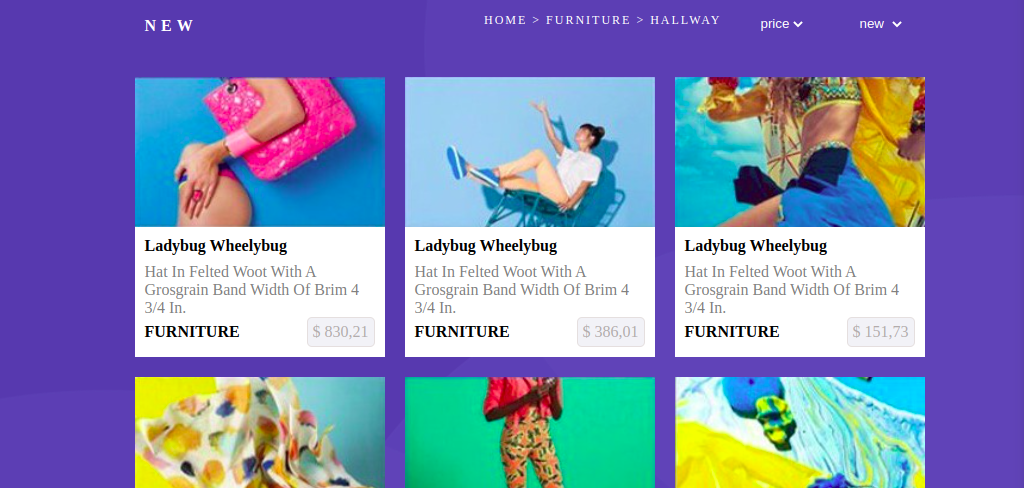 NEW
HOME > FURNITURE > HALLWAY
price
new
Ladybug Wheelybug
Hat In Felted Woot With A
Grosgrain Band Width Of Brim 4
3/4 In.
FURNITURE
$ 830,21
Ladybug Wheelybug
Hat In Felted Woot With A
Grosgrain Band Width Of Brim 4
3/4 In.
FURNITURE
$ 386,01
Ladybug Wheelybug
Hat In Felted Woot With A
Grosgrain Band Width Of Brim 4
3/4 In.
FURNITURE
$ 151,73